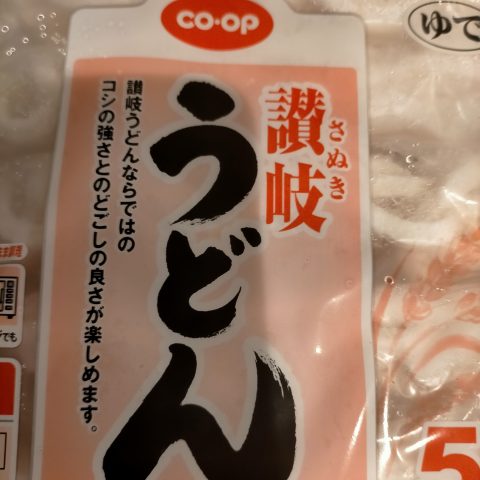 CO·OP
ゆで
讃岐
さぬき
うどん
讃岐うどんならではの
コシの強さとのどごしの良さが楽しめます。
でも
5